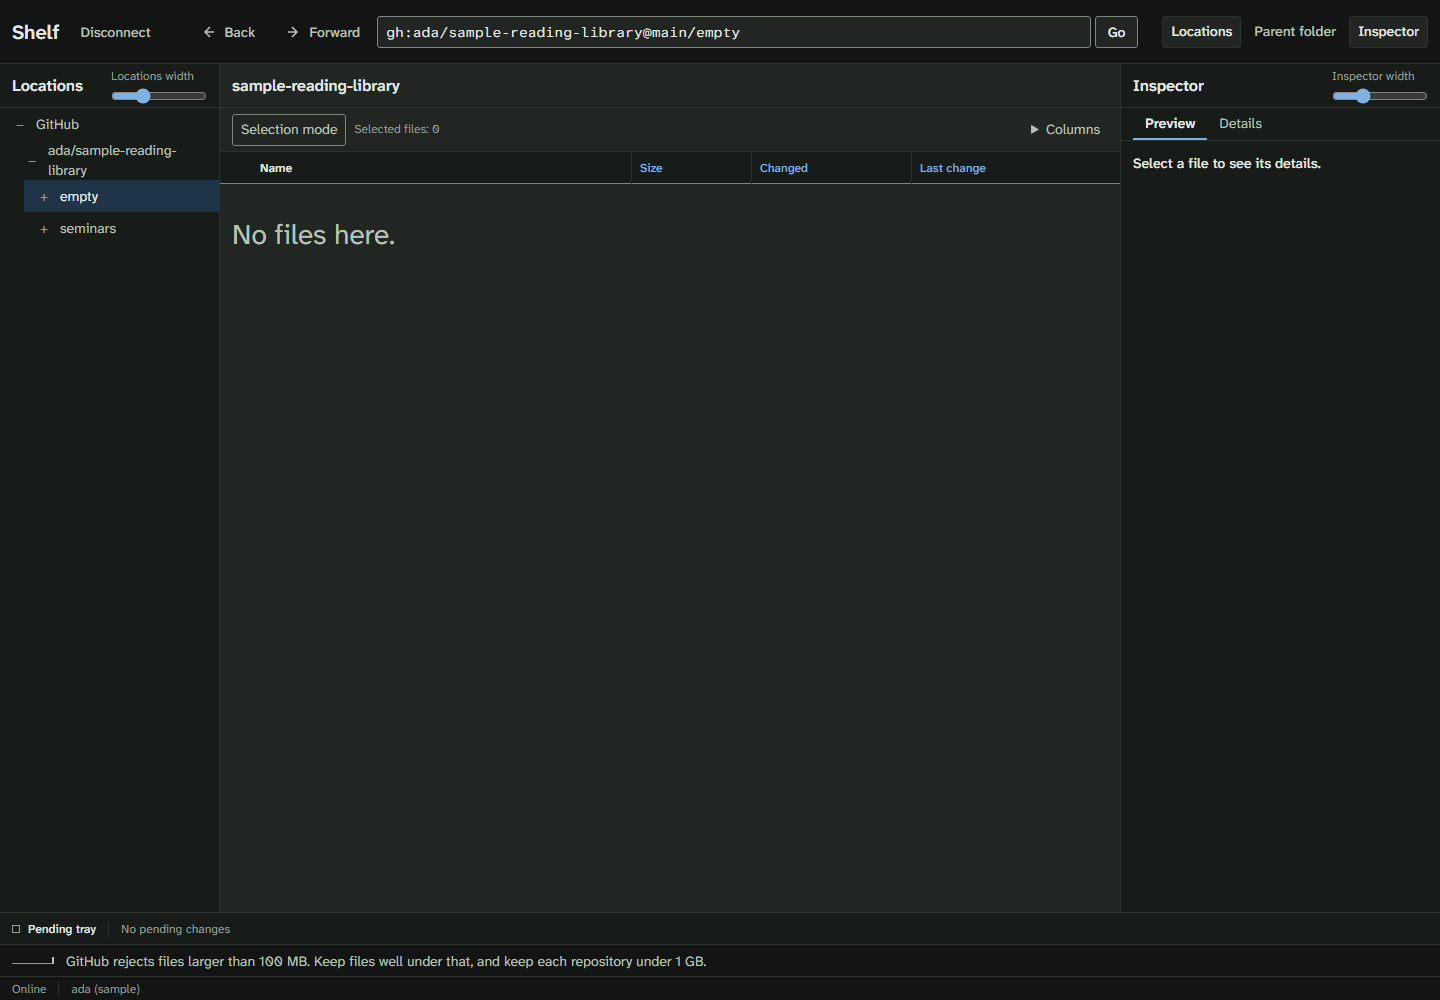 Shelf Disconnect Back Forward gh:ada/sample-reading-library@main/empty Go Locations Parent folder Inspector
Locations Locations width
GitHub
ada/sample-reading-
library
empty
seminars
sample-reading-library
Selection mode Selected files: 0 Columns
Name Size Changed Last change
No files here.
Inspector Inspector width
Preview Details
Select a file to see its details.
Pending tray No pending changes
GitHub rejects files larger than 100 MB. Keep files well under that, and keep each repository under 1 GB.
Online ada (sample)